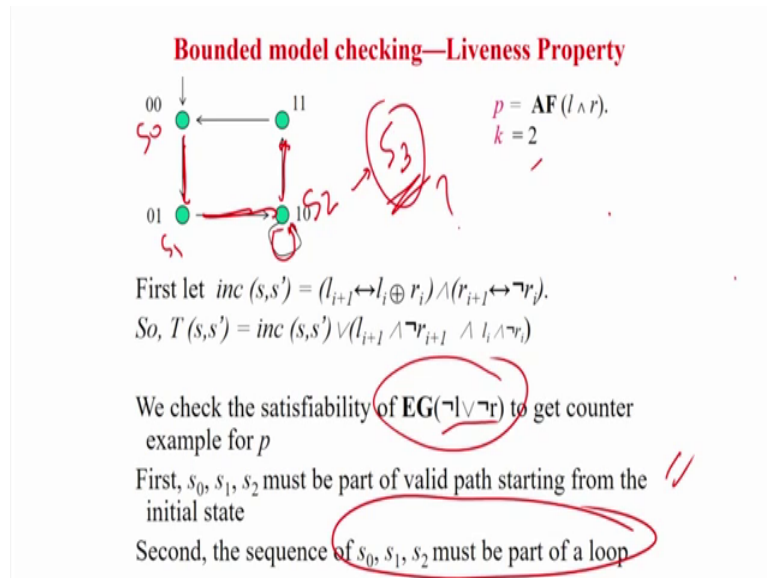 Bounded model checking—Liveness Property
00
11
p = AF (l ∧ r).
k = 2
S0
S3
S2
?
01
10
S1
First let inc (s,s') = (lᵢ₊₁↔lᵢ⊕ rᵢ) ∧(rᵢ₊₁↔¬rᵢ).
So, T (s,s') = inc (s,s') ∨(lᵢ₊₁ ∧¬rᵢ₊₁ ∧ lᵢ ∧¬rᵢ)
We check the satisfiability of EG(¬l∨¬r) to get counter
example for p
First, s₀, s₁, s₂ must be part of valid path starting from the
initial state
Second, the sequence of s₀, s₁, s₂ must be part of a loop